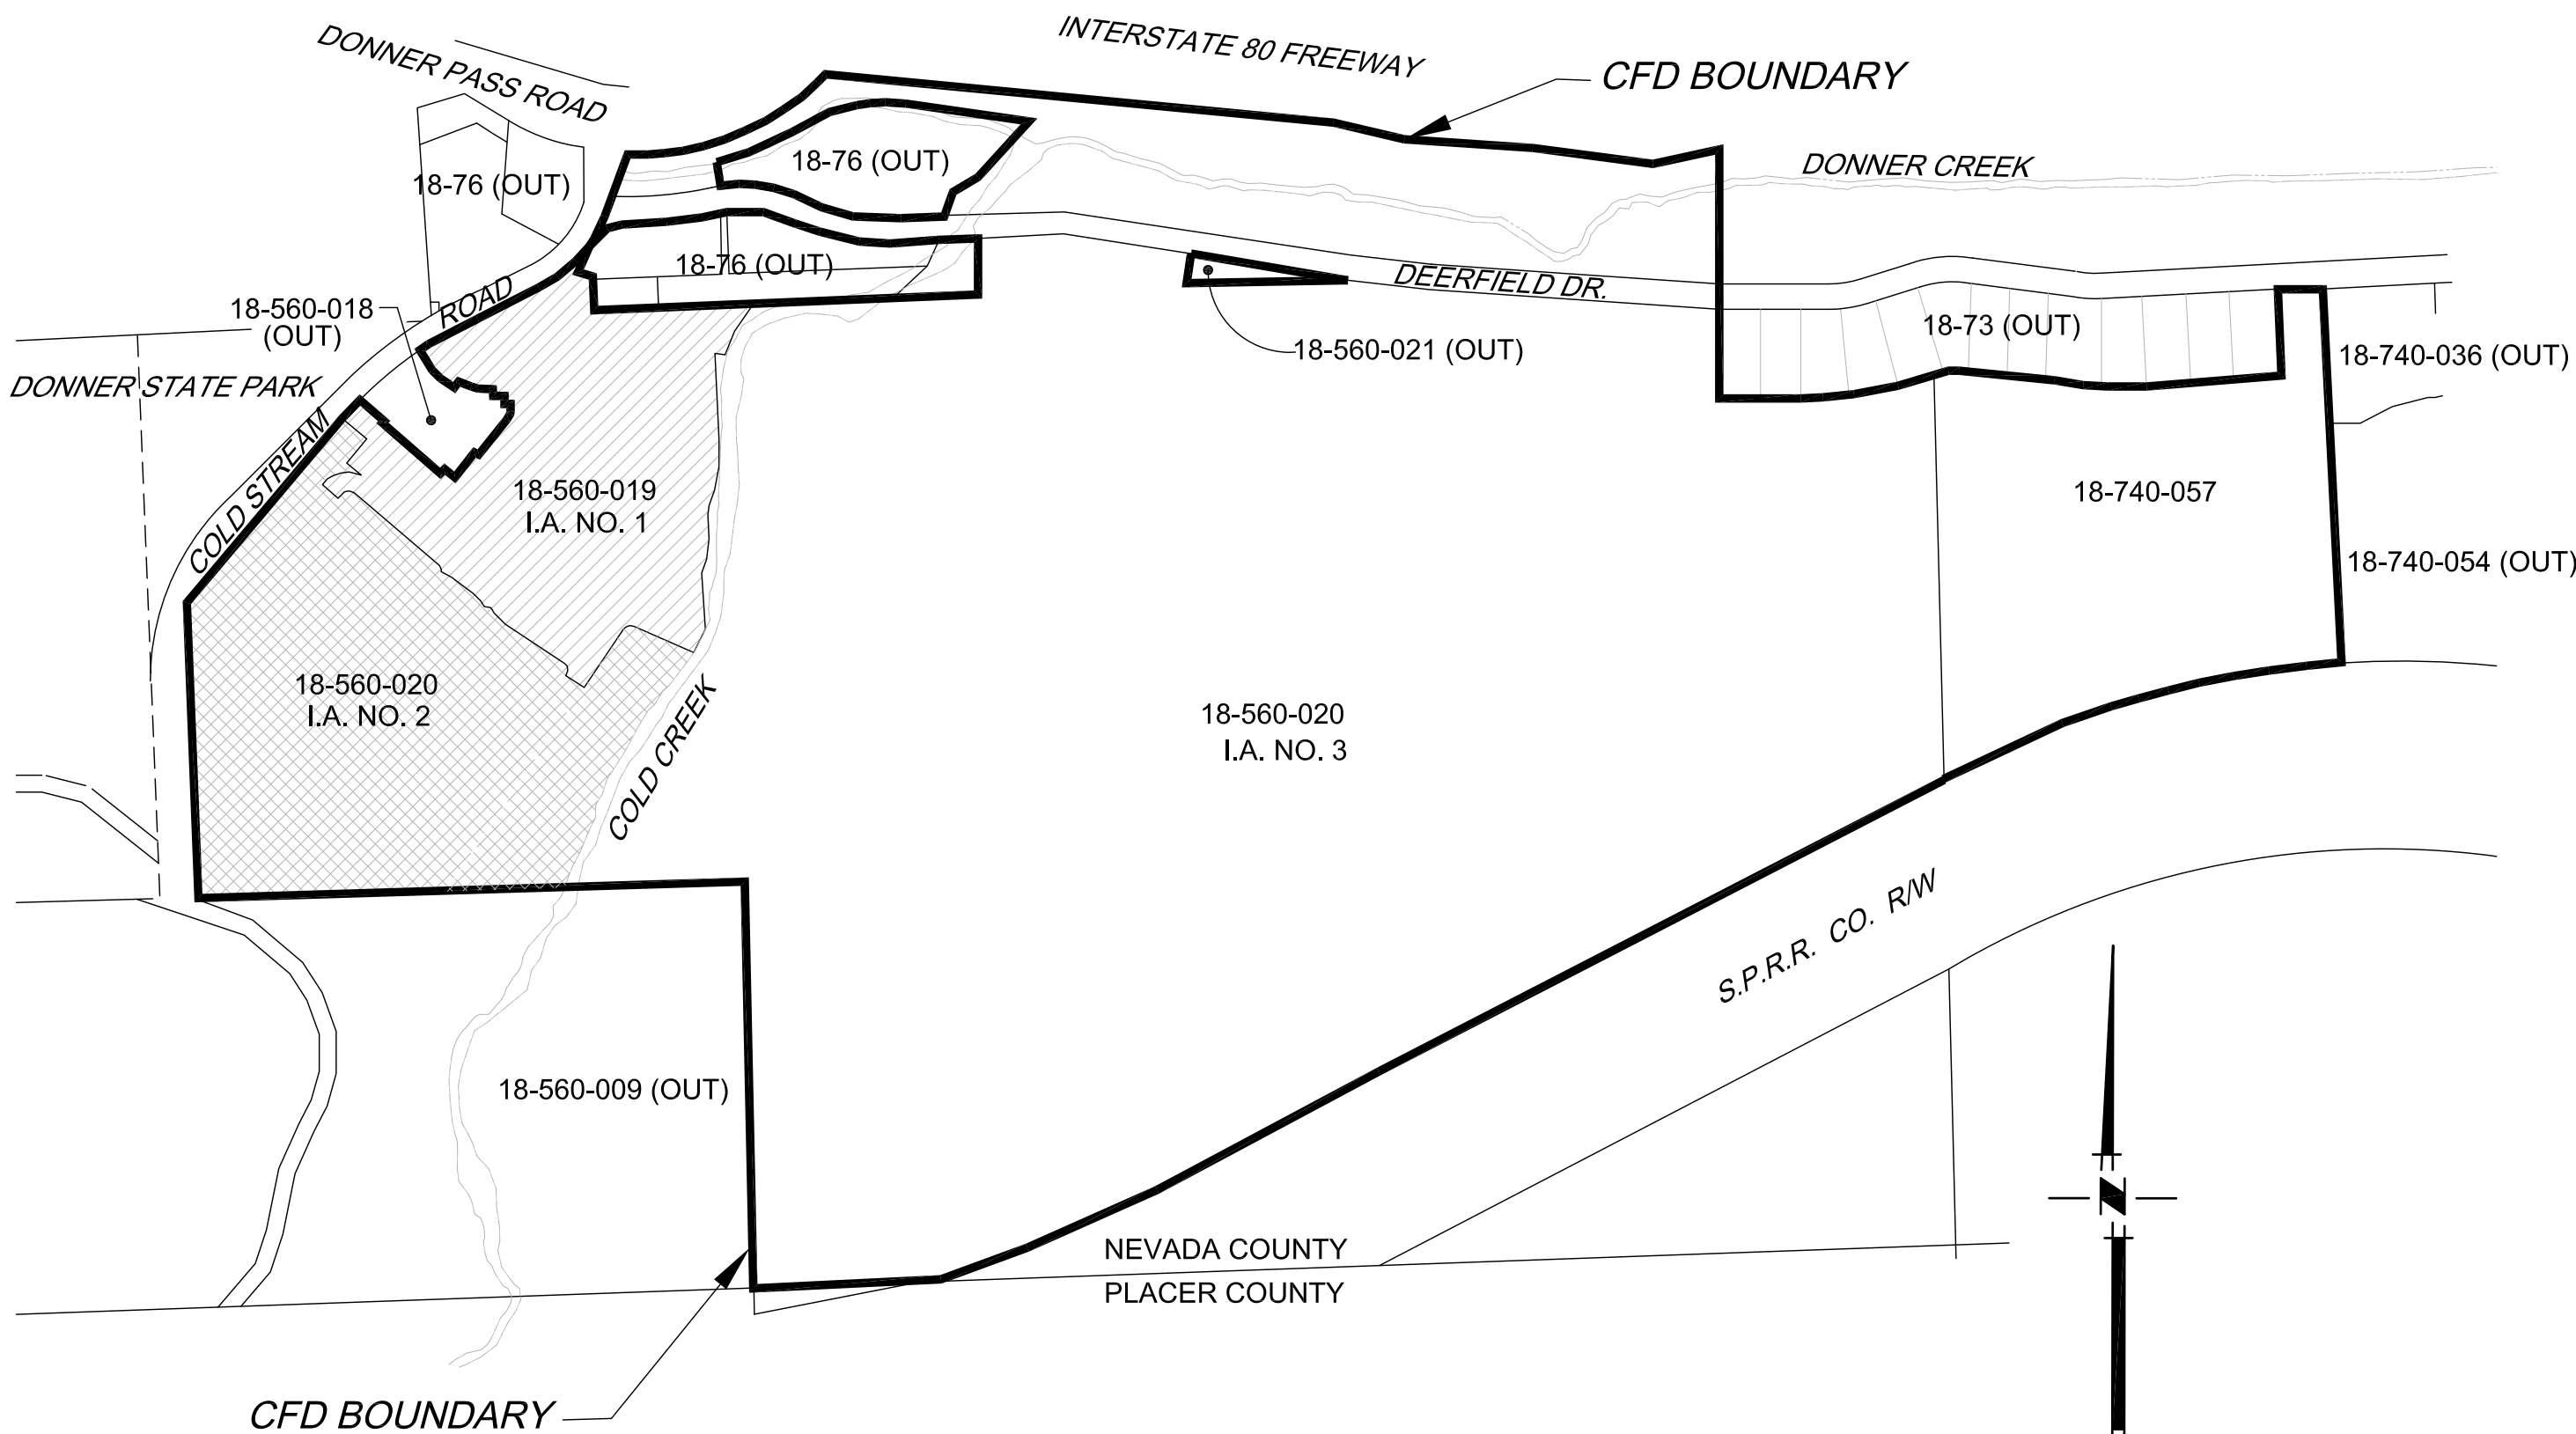 INTERSTATE 80 FREEWAY
DONNER PASS ROAD
CFD BOUNDARY
18-76 (OUT)
18-76 (OUT)
DONNER CREEK
18-76 (OUT)
DEERFIELD DR.
18-560-018
(OUT)
ROAD
18-73 (OUT)
18-560-021 (OUT)
18-740-036 (OUT)
DONNER STATE PARK
COLD STREAM
18-560-019
I.A. NO. 1
18-740-057
18-740-054 (OUT)
18-560-020
I.A. NO. 2
COLD CREEK
18-560-020
I.A. NO. 3
S.P.R.R. CO. R/W
18-560-009 (OUT)
N
NEVADA COUNTY
PLACER COUNTY
CFD BOUNDARY